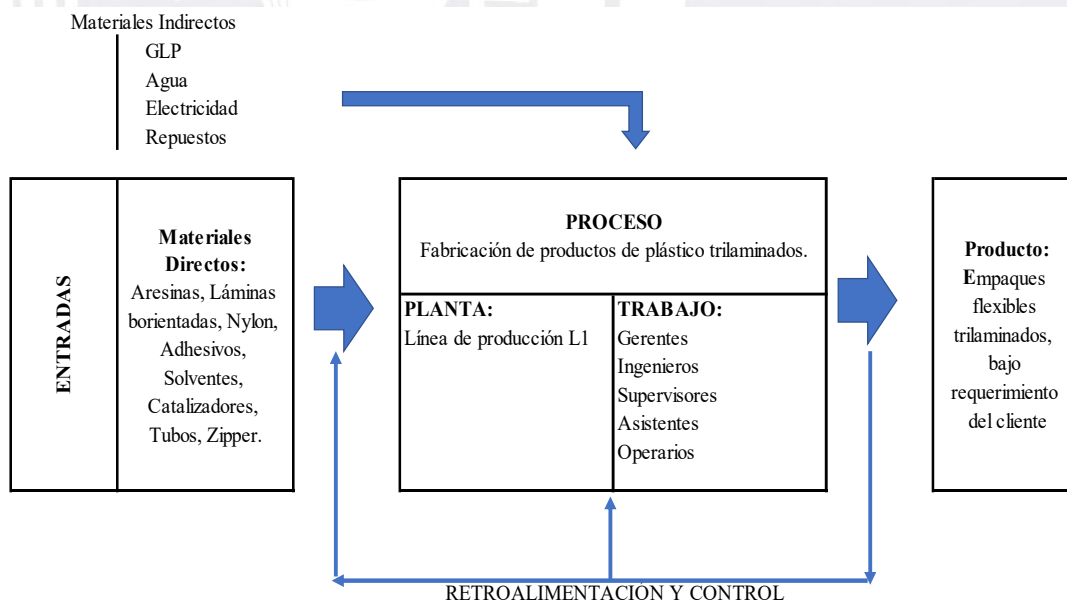 Materiales Indirectos
GLP
Agua
Electricidad
Repuestos
ENTRADAS
Materiales
Directos:
Aresinas, Láminas
borientadas, Nylon,
Adhesivos,
Solventes,
Catalizadores,
Tubos, Zipper.
PROCESO
Fabricación de productos de plástico trilaminados.
PLANTA:
Línea de producción L1
TRABAJO:
Gerentes
Ingenieros
Supervisores
Asistentes
Operarios
Producto:
Empaques
flexibles
trilaminados,
bajo
requerimiento
del cliente
RETROALIMENTACIÓN Y CONTROL